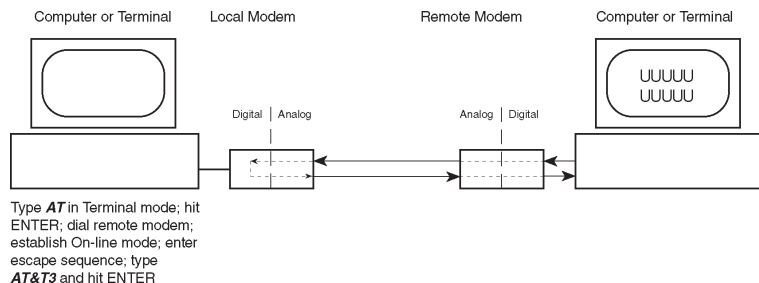 Computer or Terminal
Local Modem
Remote Modem
Computer or Terminal
UUUUU
UUUUU
Digital
Analog
Analog
Digital
Type AT in Terminal mode; hit
ENTER; dial remote modem;
establish On-line mode; enter
escape sequence; type
AT&T3 and hit ENTER